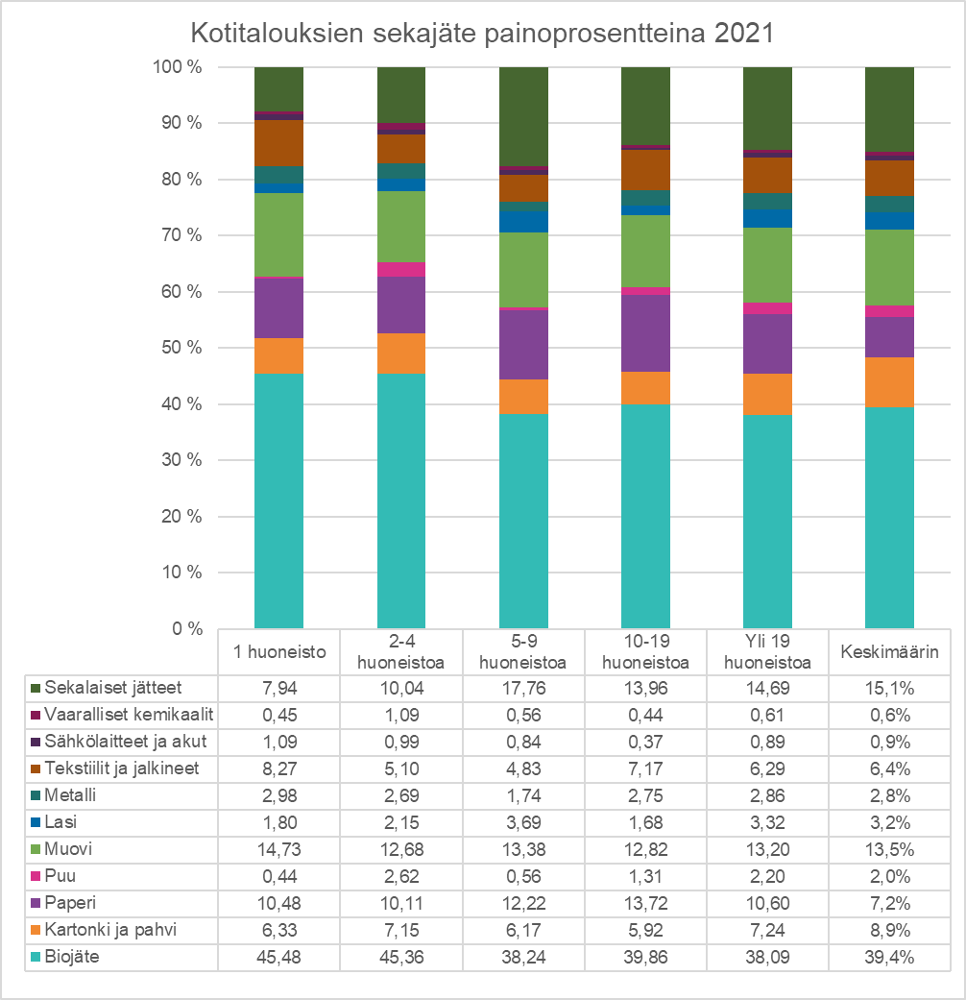 Kotitalouksien sekajäte painoprosentteina 2021
100 %
90 %
80 %
70 %
60 %
50 %
40 %
30 %
20 %
10 %
0 %
1 huoneisto
2-4
huoneistoa
5-9
huoneistoa
10-19
huoneistoa
Yli 19
huoneistoa
Keskimäärin
Sekalaiset jätteet 7,94 10,04 17,76 13,96 14,69 15,1%
Vaaralliset kemikaalit 0,45 1,09 0,56 0,44 0,61 0,6%
Sähkölaitteet ja akut 1,09 0,99 0,84 0,37 0,89 0,9%
Tekstiilit ja jalkineet 8,27 5,10 4,83 7,17 6,29 6,4%
Metalli 2,98 2,69 1,74 2,75 2,86 2,8%
Lasi 1,80 2,15 3,69 1,68 3,32 3,2%
Muovi 14,73 12,68 13,38 12,82 13,20 13,5%
Puu 0,44 2,62 0,56 1,31 2,20 2,0%
Paperi 10,48 10,11 12,22 13,72 10,60 7,2%
Kartonki ja pahvi 6,33 7,15 6,17 5,92 7,24 8,9%
Biojäte 45,48 45,36 38,24 39,86 38,09 39,4%